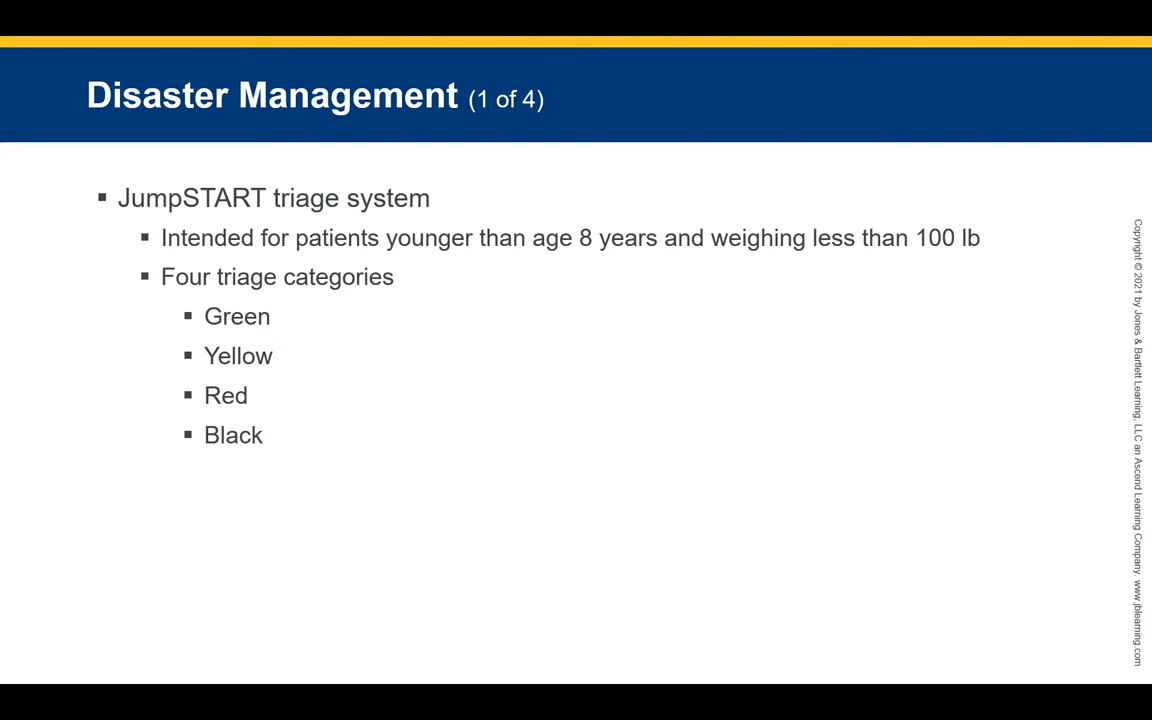 Disaster Management (1 of 4)
▪ JumpSTART triage system
▪ Intended for patients younger than age 8 years and weighing less than 100 lb
▪ Four triage categories
▪ Green
▪ Yellow
▪ Red
▪ Black
Copyright © 2021 by Jones & Bartlett Learning, LLC an Ascend Learning Company. www.jblearning.com